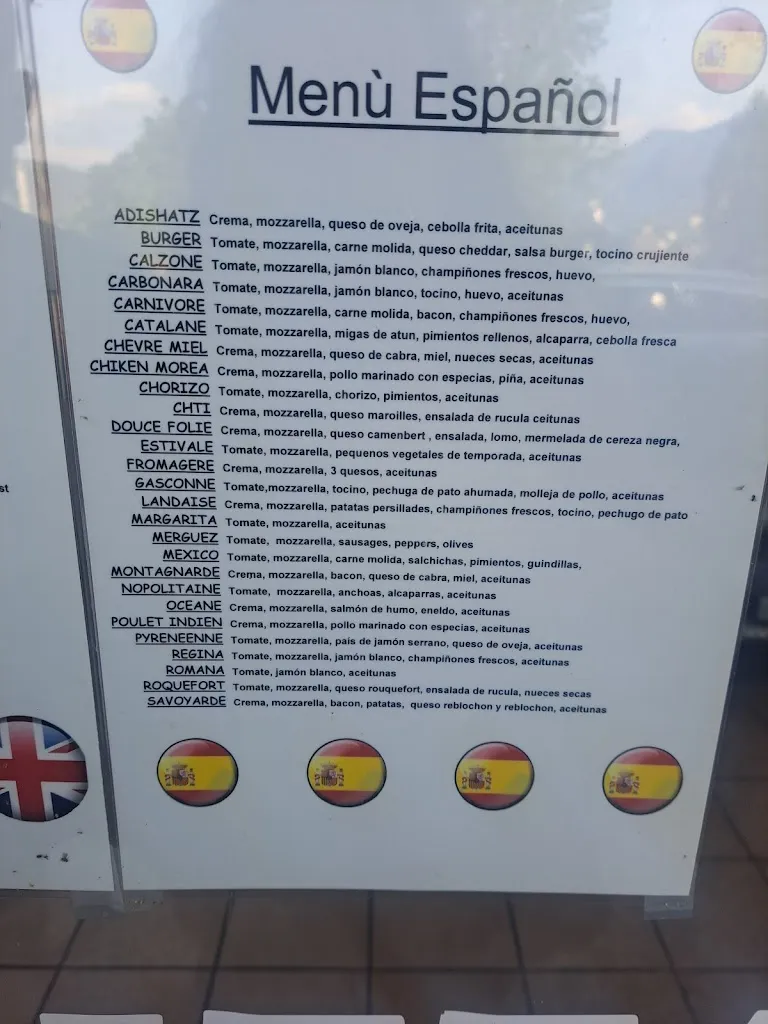 Menù Español
ADISHATZ Crema, mozzarella, queso de oveja, cebolla frita, aceitunas
BURGER Tomate, mozzarella, carne molida, queso cheddar, salsa burger, tocino crujiente
CALZONE Tomate, mozzarella, jamón blanco, champiñones frescos, huevo,
CARBONARA Tomate, mozzarella, jamón blanco, tocino, huevo, aceitunas
CARNIVORE Tomate, mozzarella, carne molida, bacon, champiñones frescos, huevo,
CATALANE Tomate, mozzarella, migas de atun, pimientos rellenos, alcaparra, cebolla fresca
CHEVRE MIEL Crema, mozzarella, queso de cabra, miel, nueces secas, aceitunas
CHIKEN MOREA Crema, mozzarella, pollo marinado con especias, piña, aceitunas
CHORIZO Tomate, mozzarella, chorizo, pimientos, aceitunas
CHTI Crema, mozzarella, queso maroilles, ensalada de rucula ceitunas
DOUCE FOLIE Crema, mozzarella, queso camenbert , ensalada, lomo, mermelada de cereza negra,
ESTIVALE Tomate, mozzarella, pequenos vegetales de temporada, aceitunas
FROMAGERE Crema, mozzarella, 3 quesos, aceitunas
GASCONNE Tomate,mozzarella, tocino, pechuga de pato ahumada, molleja de pollo, aceitunas
LANDAISE Crema, mozzarella, patatas persillades, champiñones frescos, tocino, pechugo de pato
MARGARITA Tomate, mozzarella, aceitunas
MERGUEZ Tomate, mozzarella, sausages, peppers, olives
MEXICO Tomate, mozzarella, carne molida, salchichas, pimientos, guindillas,
MONTAGNARDE Crema, mozzarella, bacon, queso de cabra, miel, aceitunas
NOPOLITAINE Tomate, mozzarella, anchoas, alcaparras, aceitunas
OCEANE Crema, mozzarella, salmón de humo, eneldo, aceitunas
POULET INDIEN Crema, mozzarella, pollo marinado con especias, aceitunas
PYRENEENNE Tomate, mozzarella, pais de jamón serrano, queso de oveja, aceitunas
REGINA Tomate, mozzarella, jamón blanco, champiñones frescos, aceitunas
ROMANA Tomate, jamón blanco, aceitunas
ROQUEFORT Tomate, mozzarella, queso rouquefort, ensalada de rucula, nueces secas
SAVOYARDE Crema, mozzarella, bacon, patatas, queso reblochon y reblochon, aceitunas
st